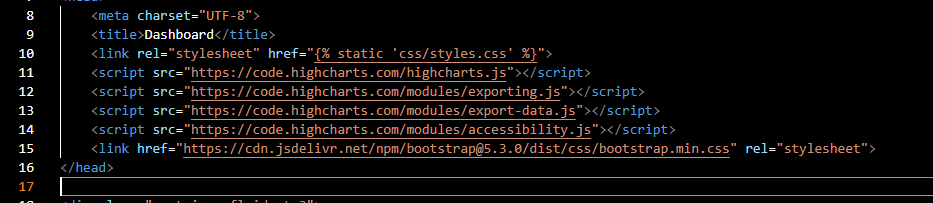 8 <meta charset="UTF-8">
9 <title>Dashboard</title>
10 <link rel="stylesheet" href="{% static 'css/styles.css' %}">
11 <script src="https://code.highcharts.com/highcharts.js"></script>
12 <script src="https://code.highcharts.com/modules/exporting.js"></script>
13 <script src="https://code.highcharts.com/modules/export-data.js"></script>
14 <script src="https://code.highcharts.com/modules/accessibility.js"></script>
15 <link href="https://cdn.jsdelivr.net/npm/bootstrap@5.3.0/dist/css/bootstrap.min.css" rel="stylesheet">
16 </head>
17